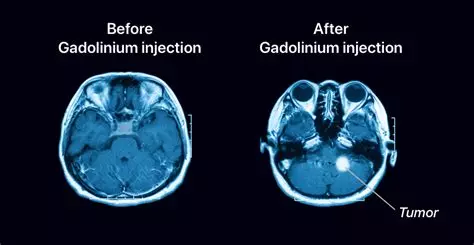 Before
Gadolinium injection
After
Gadolinium injection
Tumor